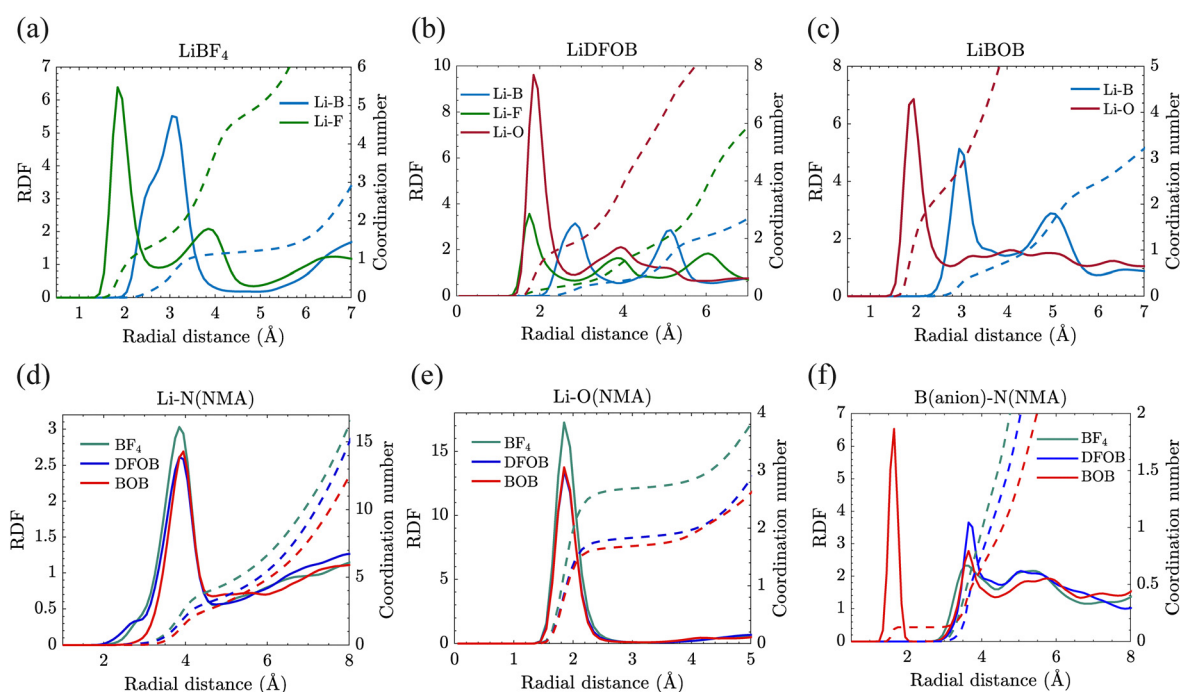 (a)
LiBF4
RDF
7
6
5
4
3
2
1
0
1 2 3 4 5 6 7
Radial distance (Å)
6
5
4
3
2
1
0
Coordination number
Li-B
Li-F
(b)
LiDFOB
RDF
10
8
6
4
2
0
0 2 4 6
Radial distance (Å)
8
6
4
2
0
Coordination number
Li-B
Li-F
Li-O
(c)
LiBOB
RDF
8
6
4
2
0
1 2 3 4 5 6 7
Radial distance (Å)
5
4
3
2
1
0
Coordination number
Li-B
Li-O
(d)
Li-N(NMA)
RDF
3
2.5
2
1.5
1
0.5
0
2 4 6 8
Radial distance (Å)
15
10
5
0
Coordination number
BF4
DFOB
BOB
(e)
Li-O(NMA)
RDF
15
10
5
0
0 1 2 3 4 5
Radial distance (Å)
4
3
2
1
0
Coordination number
BF4
DFOB
BOB
(f)
B(anion)-N(NMA)
RDF
7
6
5
4
3
2
1
0
2 4 6 8
Radial distance (Å)
2
1.5
1
0.5
0
Coordination number
BF4
DFOB
BOB